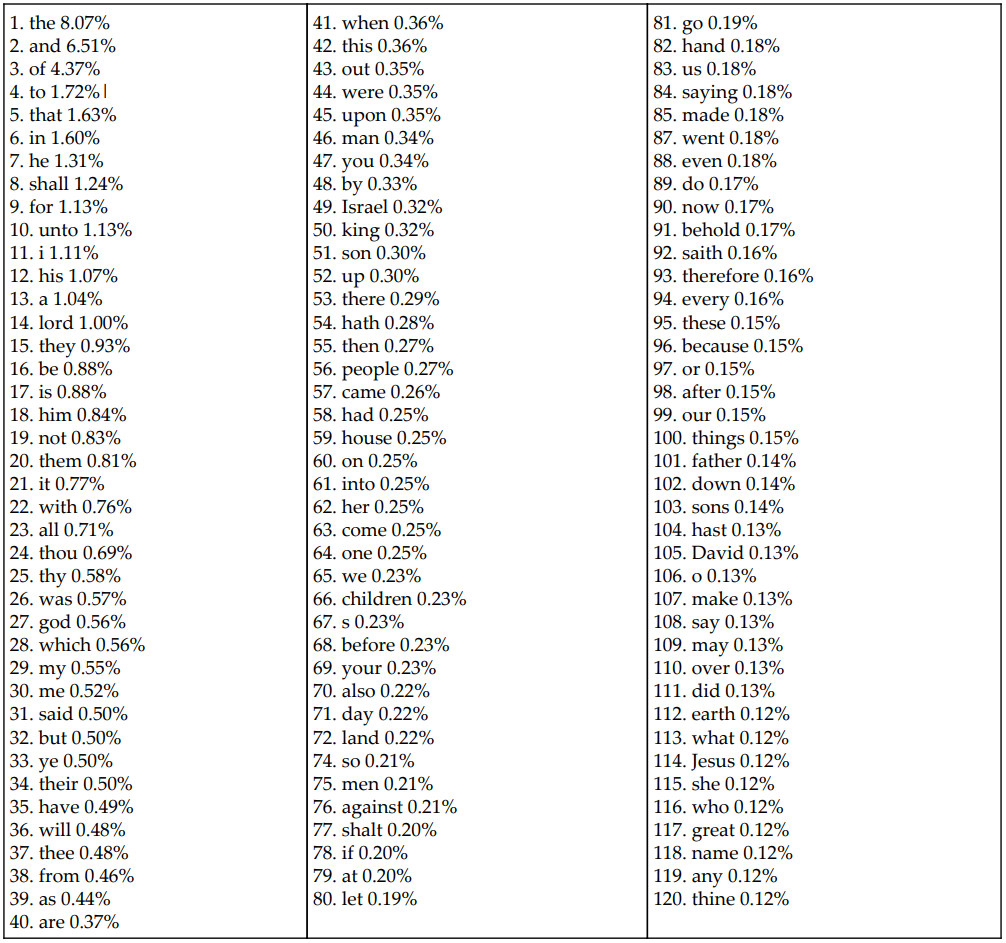 1. the 8.07%
2. and 6.51%
3. of 4.37%
4. to 1.72%|
5. that 1.63%
6. in 1.60%
7. he 1.31%
8. shall 1.24%
9. for 1.13%
10. unto 1.13%
11. i 1.11%
12. his 1.07%
13. a 1.04%
14. lord 1.00%
15. they 0.93%
16. be 0.88%
17. is 0.88%
18. him 0.84%
19. not 0.83%
20. them 0.81%
21. it 0.77%
22. with 0.76%
23. all 0.71%
24. thou 0.69%
25. thy 0.58%
26. was 0.57%
27. god 0.56%
28. which 0.56%
29. my 0.55%
30. me 0.52%
31. said 0.50%
32. but 0.50%
33. ye 0.50%
34. their 0.50%
35. have 0.49%
36. will 0.48%
37. thee 0.48%
38. from 0.46%
39. as 0.44%
40. are 0.37%
41. when 0.36%
42. this 0.36%
43. out 0.35%
44. were 0.35%
45. upon 0.35%
46. man 0.34%
47. you 0.34%
48. by 0.33%
49. Israel 0.32%
50. king 0.32%
51. son 0.30%
52. up 0.30%
53. there 0.29%
54. hath 0.28%
55. then 0.27%
56. people 0.27%
57. came 0.26%
58. had 0.25%
59. house 0.25%
60. on 0.25%
61. into 0.25%
62. her 0.25%
63. come 0.25%
64. one 0.25%
65. we 0.23%
66. children 0.23%
67. s 0.23%
68. before 0.23%
69. your 0.23%
70. also 0.22%
71. day 0.22%
72. land 0.22%
74. so 0.21%
75. men 0.21%
76. against 0.21%
77. shalt 0.20%
78. if 0.20%
79. at 0.20%
80. let 0.19%
81. go 0.19%
82. hand 0.18%
83. us 0.18%
84. saying 0.18%
85. made 0.18%
87. went 0.18%
88. even 0.18%
89. do 0.17%
90. now 0.17%
91. behold 0.17%
92. saith 0.16%
93. therefore 0.16%
94. every 0.16%
95. these 0.15%
96. because 0.15%
97. or 0.15%
98. after 0.15%
99. our 0.15%
100. things 0.15%
101. father 0.14%
102. down 0.14%
103. sons 0.14%
104. hast 0.13%
105. David 0.13%
106. o 0.13%
107. make 0.13%
108. say 0.13%
109. may 0.13%
110. over 0.13%
111. did 0.13%
112. earth 0.12%
113. what 0.12%
114. Jesus 0.12%
115. she 0.12%
116. who 0.12%
117. great 0.12%
118. name 0.12%
119. any 0.12%
120. thine 0.12%